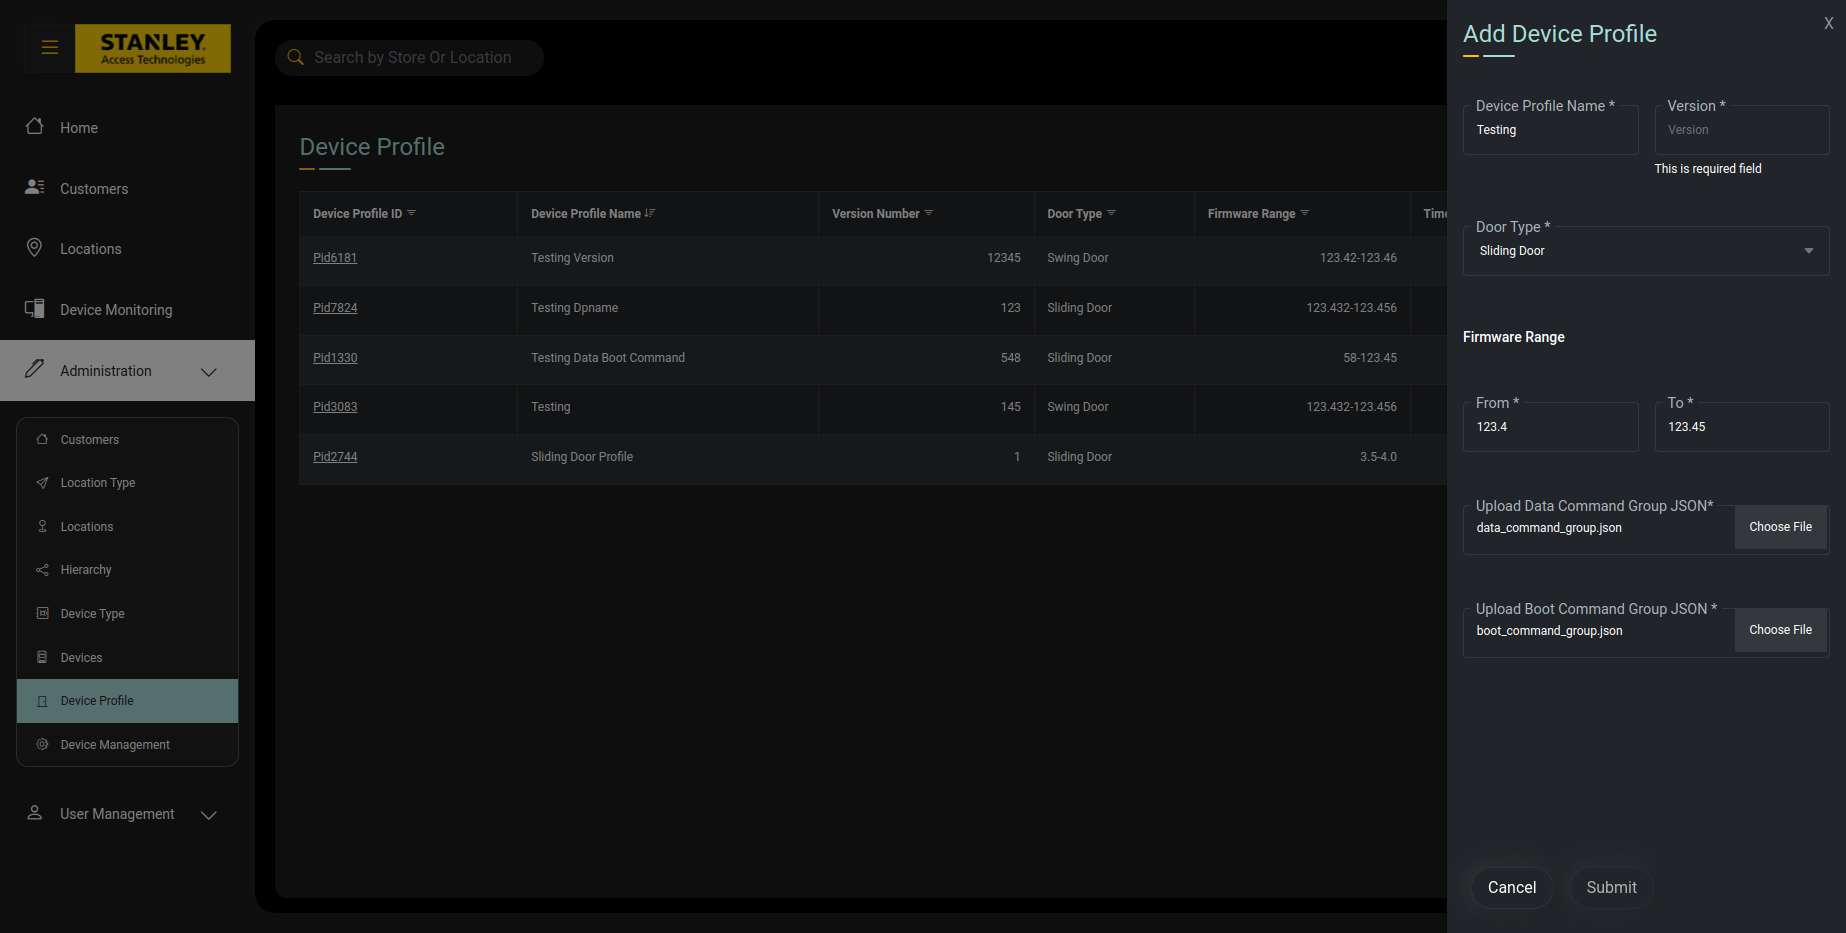 STANLEY.
Access Technologies
Home
Customers
Locations
Device Monitoring
Administration
Customers
Location Type
Locations
Hierarchy
Device Type
Devices
Device Profile
Device Management
User Management
Search by Store Or Location
Device Profile
Device Profile ID Device Profile Name Version Number Door Type Firmware Range Time
Pid6181 Testing Version 12345 Swing Door 123.42-123.46
Pid7824 Testing Dpname 123 Sliding Door 123.432-123.456
Pid1330 Testing Data Boot Command 548 Sliding Door 58-123.45
Pid3083 Testing 145 Swing Door 123.432-123.456
Pid2744 Sliding Door Profile 1 Sliding Door 3.5-4.0
X
Add Device Profile
Device Profile Name * Version *
Testing Version
This is required field
Door Type *
Sliding Door
Firmware Range
From * To *
123.4 123.45
Upload Data Command Group JSON*
data_command_group.json Choose File
Upload Boot Command Group JSON *
boot_command_group.json Choose File
Cancel Submit